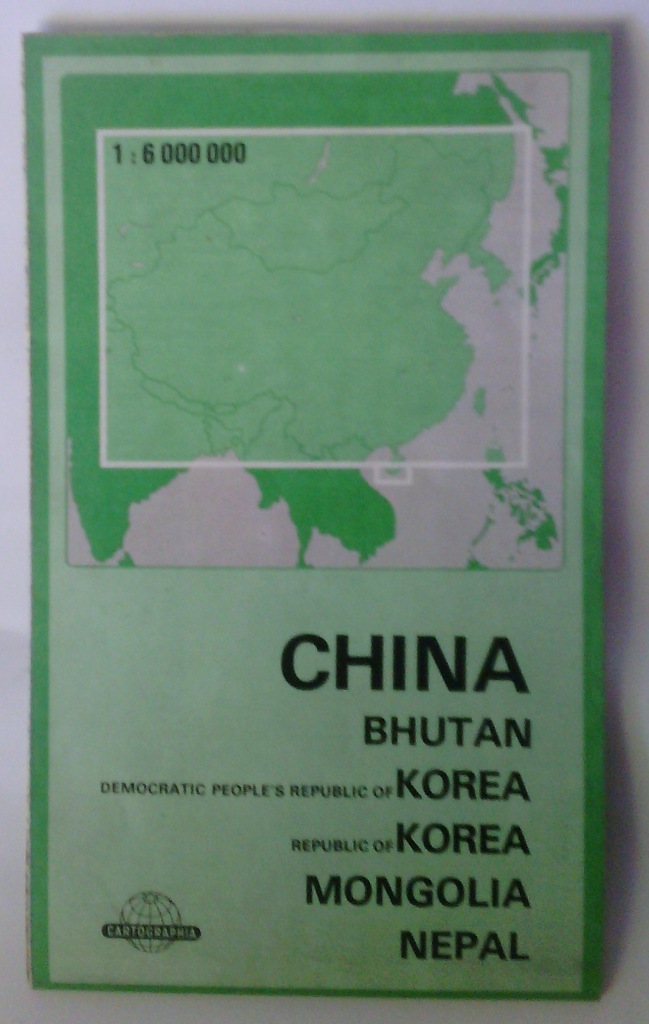 1 : 6 000 000
CHINA
BHUTAN
DEMOCRATIC PEOPLE'S REPUBLIC OF KOREA
REPUBLIC OF KOREA
MONGOLIA
NEPAL
CARTOGRAPHIA